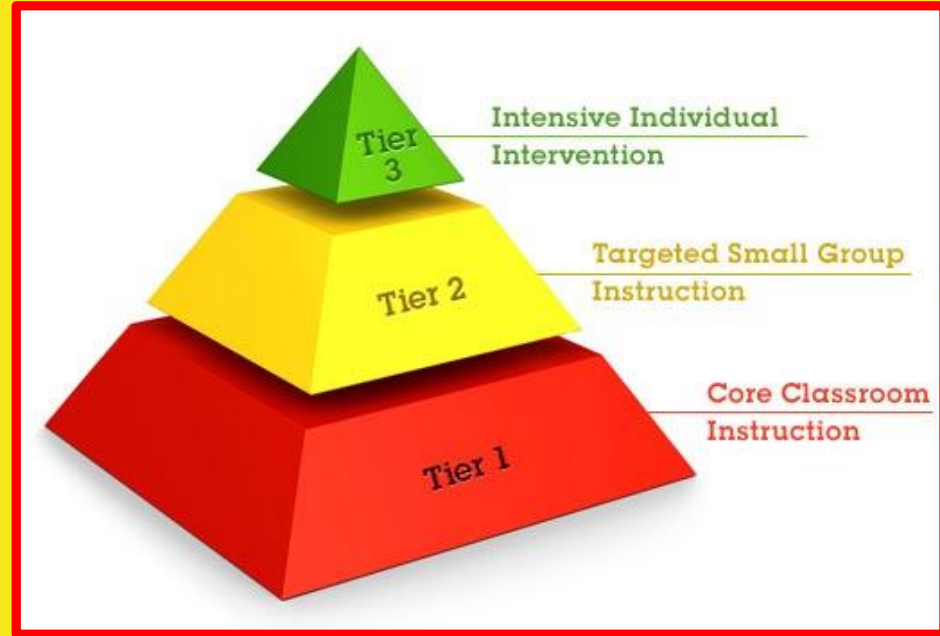 Tier
3
Intensive Individual
Intervention
Tier 2
Targeted Small Group
Instruction
Tier 1
Core Classroom
Instruction